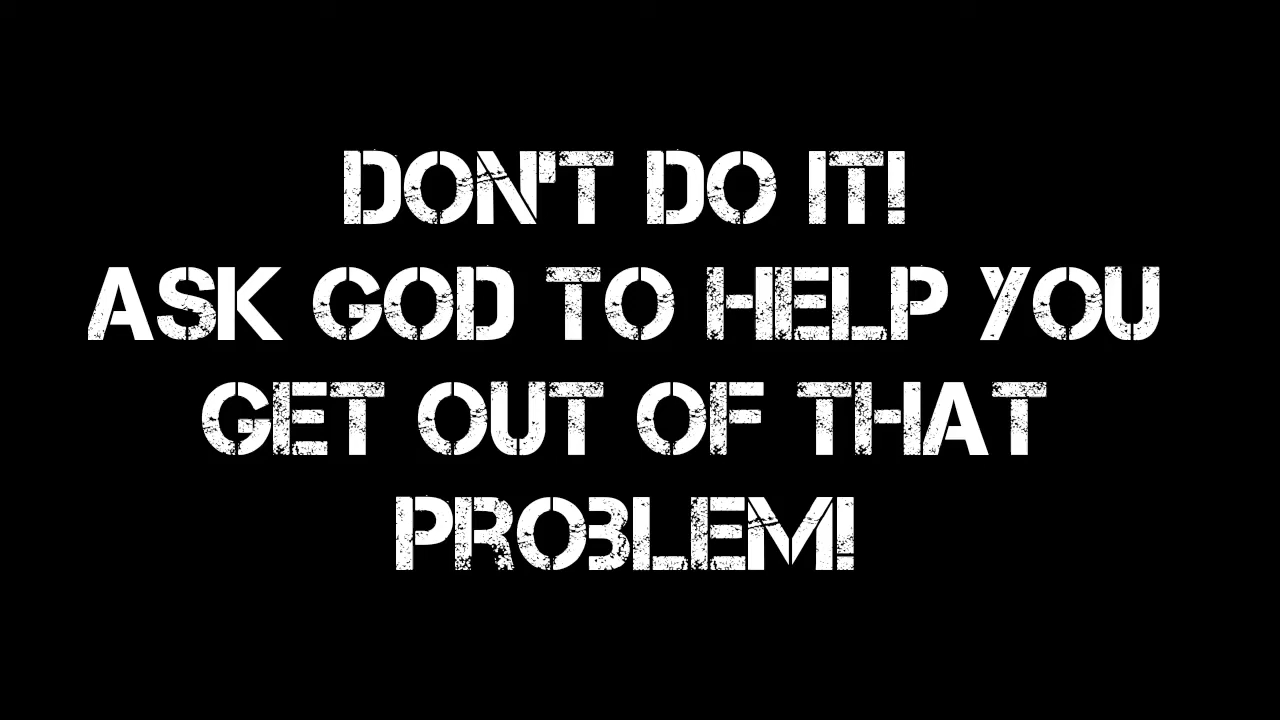 DON'T DO IT!
ASK GOD TO HELP YOU
GET OUT OF THAT
PROBLEM!